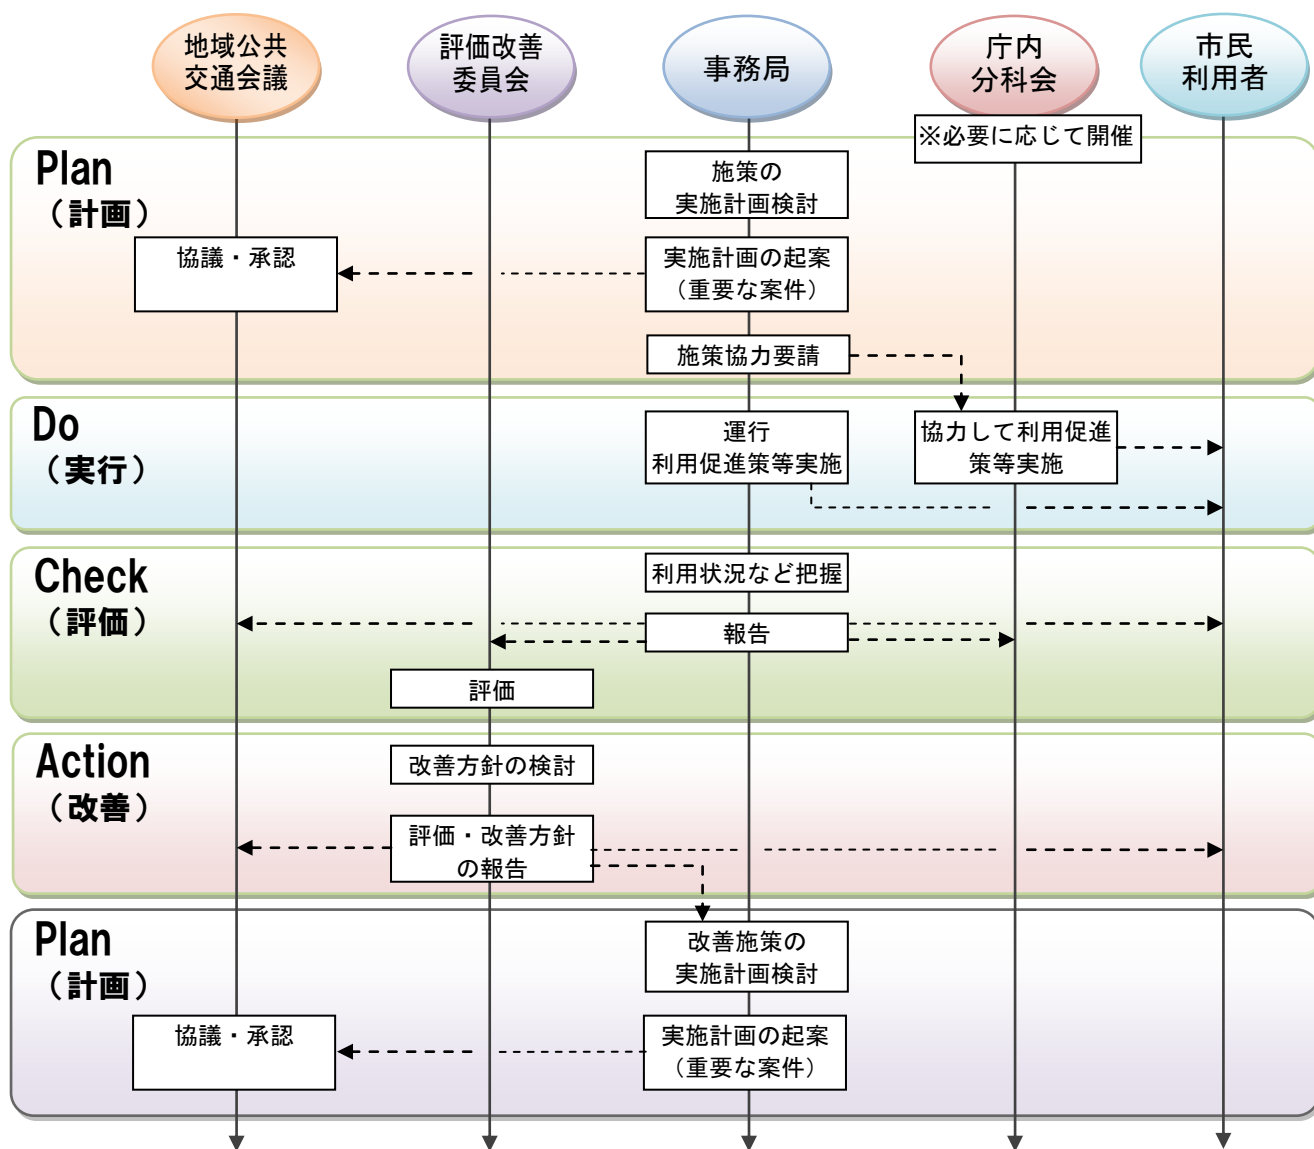 地域公共
交通会議
評価改善
委員会
事務局
庁内
分科会
市民
利用者
※必要に応じて開催
Plan
（計画）
施策の
実施計画検討
協議・承認
実施計画の起案
（重要な案件）
施策協力要請
Do
（実行）
運行
利用促進策等実施
協力して利用促進
策等実施
Check
（評価）
利用状況など把握
報告
評価
Action
（改善）
改善方針の検討
評価・改善方針
の報告
Plan
（計画）
改善施策の
実施計画検討
協議・承認
実施計画の起案
（重要な案件）